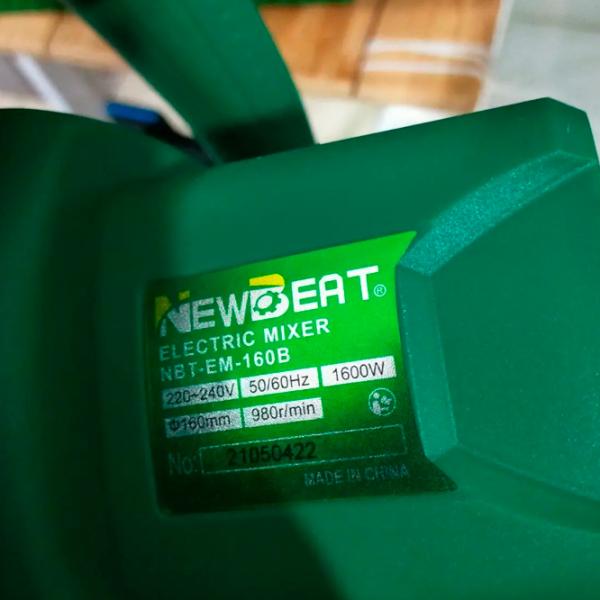 NEWBEAT®
ELECTRIC MIXER
NBT-EM-160B
220~240V 50/60Hz 1600W
Φ160mm 980r/min
No: 21050422
MADE IN CHINA